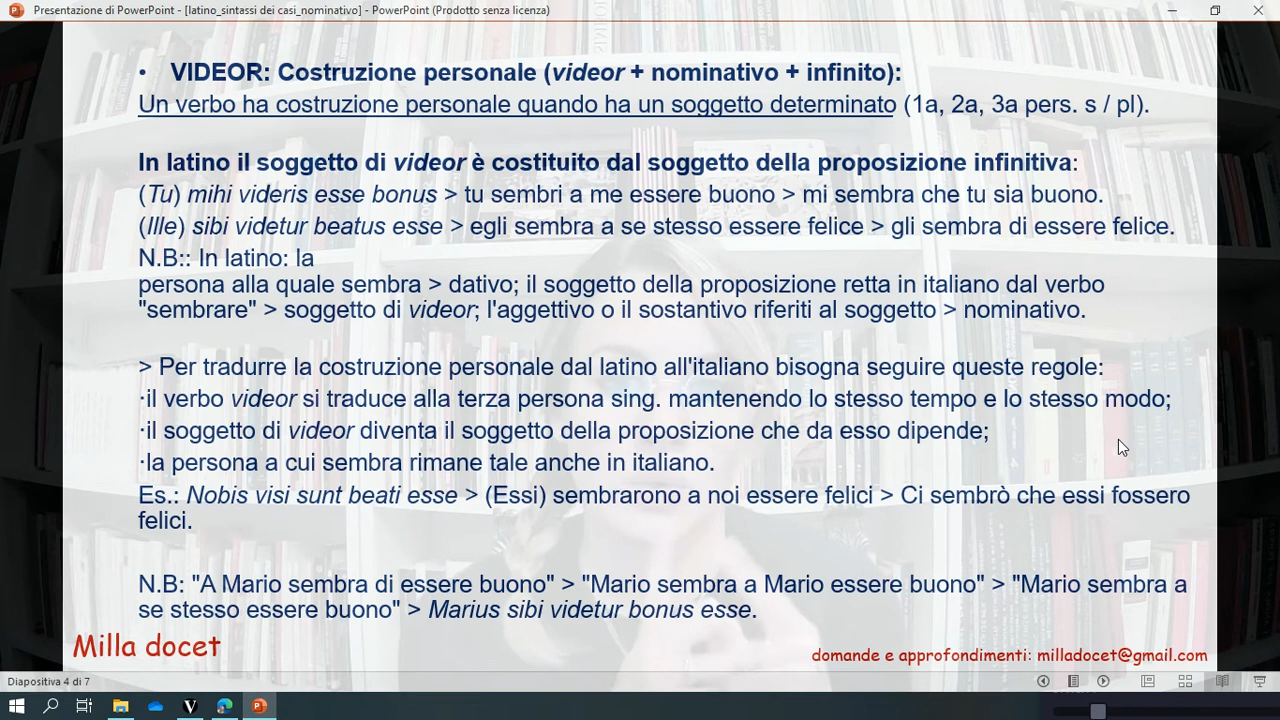 Presentazione di PowerPoint - [latino_sintassi dei casi_nominativo] - PowerPoint (Prodotto senza licenza)
• VIDEOR: Costruzione personale (videor + nominativo + infinito):
Un verbo ha costruzione personale quando ha un soggetto determinato (1a, 2a, 3a pers. s / pl).
In latino il soggetto di videor è costituito dal soggetto della proposizione infinitiva:
(Tu) mihi videris esse bonus > tu sembri a me essere buono > mi sembra che tu sia buono.
(Ille) sibi videtur beatus esse > egli sembra a se stesso essere felice > gli sembra di essere felice.
N.B:: In latino: la
persona alla quale sembra > dativo; il soggetto della proposizione retta in italiano dal verbo
"sembrare" > soggetto di videor; l'aggettivo o il sostantivo riferiti al soggetto > nominativo.
> Per tradurre la costruzione personale dal latino all'italiano bisogna seguire queste regole:
·il verbo videor si traduce alla terza persona sing. mantenendo lo stesso tempo e lo stesso modo;
·il soggetto di videor diventa il soggetto della proposizione che da esso dipende;
·la persona a cui sembra rimane tale anche in italiano.
Es.: Nobis visi sunt beati esse > (Essi) sembrarono a noi essere felici > Ci sembrò che essi fossero
felici.
N.B: "A Mario sembra di essere buono" > "Mario sembra a Mario essere buono" > "Mario sembra a
se stesso essere buono" > Marius sibi videtur bonus esse.
Milla docet
domande e approfondimenti: milladocet@gmail.com
Diapositiva 4 di 7